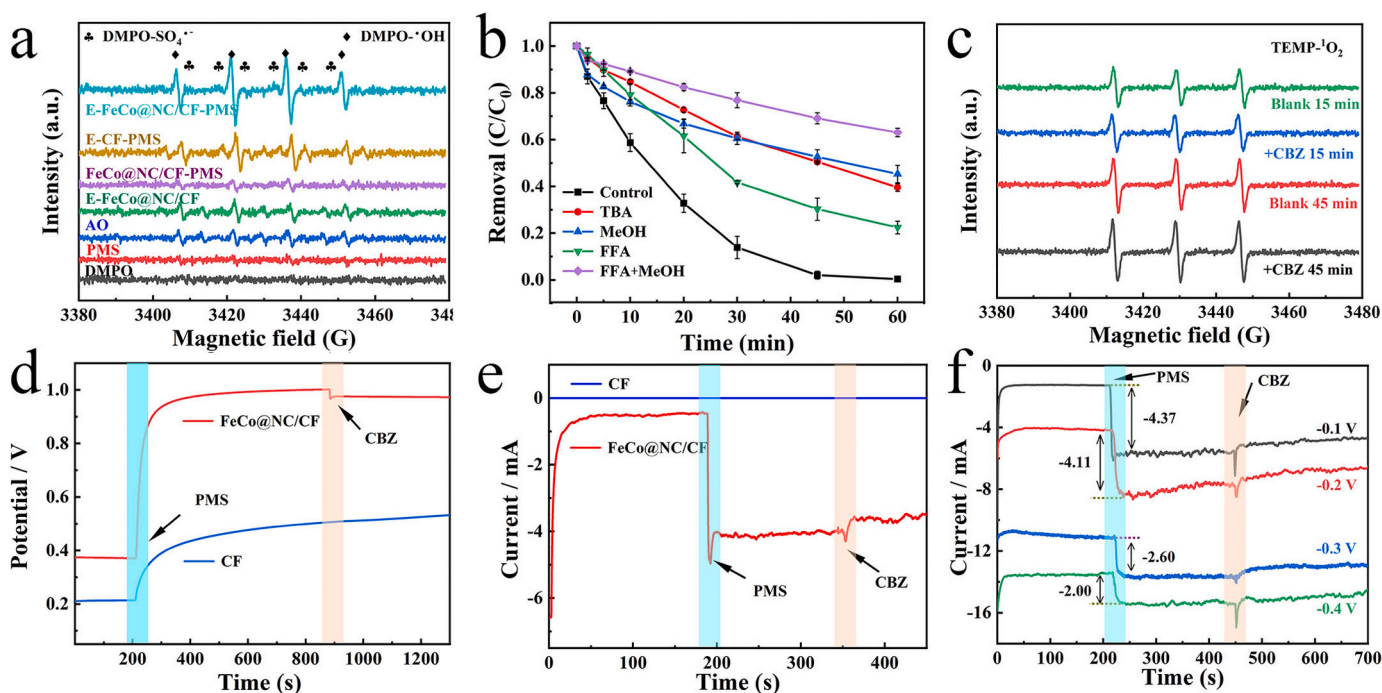 a
♣ DMPO-SO₄•⁻
♦ DMPO-•OH
E-FeCo@NC/CF-PMS
E-CF-PMS
FeCo@NC/CF-PMS
E-FeCo@NC/CF
AO
PMS
DMPO
Intensity (a.u.)
3380 3400 3420 3440 3460 348
Magnetic field (G)
b
Removal (C/C₀)
1.0
0.8
0.6
0.4
0.2
0.0
Control
TBA
MeOH
FFA
FFA+MeOH
0 10 20 30 40 50 60
Time (min)
c
TEMP-¹O₂
Blank 15 min
+CBZ 15 min
Blank 45 min
+CBZ 45 min
Intensity (a.u.)
3380 3400 3420 3440 3460 3480
Magnetic field (G)
d
Potential / V
1.0
0.8
0.6
0.4
0.2
FeCo@NC/CF
CBZ
PMS
CF
200 400 600 800 1000 1200
Time (s)
e
Current / mA
0
-2
-4
-6
CF
FeCo@NC/CF
PMS
CBZ
0 100 200 300 400
Time (s)
f
Current / mA
0
-4
-8
-12
-16
PMS
CBZ
-4.37
-0.1 V
-4.11
-0.2 V
-2.60
-0.3 V
-2.00
-0.4 V
0 100 200 300 400 500 600 700
Time (s)